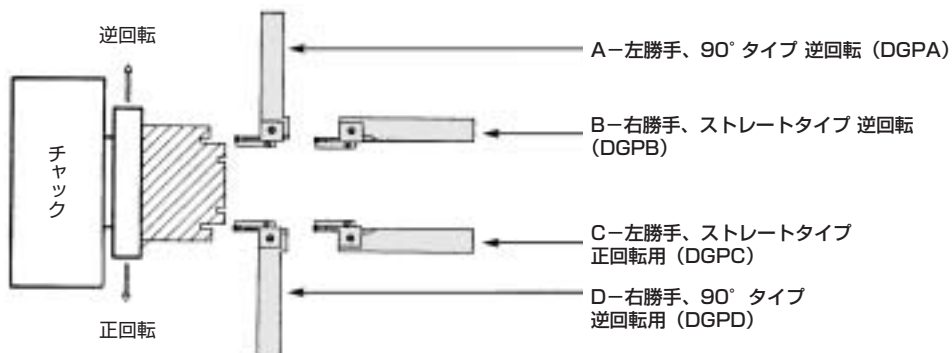 逆回転
チャック
正回転
A−左勝手、90°タイプ 逆回転（DGPA）
B−右勝手、ストレートタイプ 逆回転
（DGPB）
C−左勝手、ストレートタイプ
正回転用（DGPC）
D−右勝手、90° タイプ
逆回転用（DGPD）